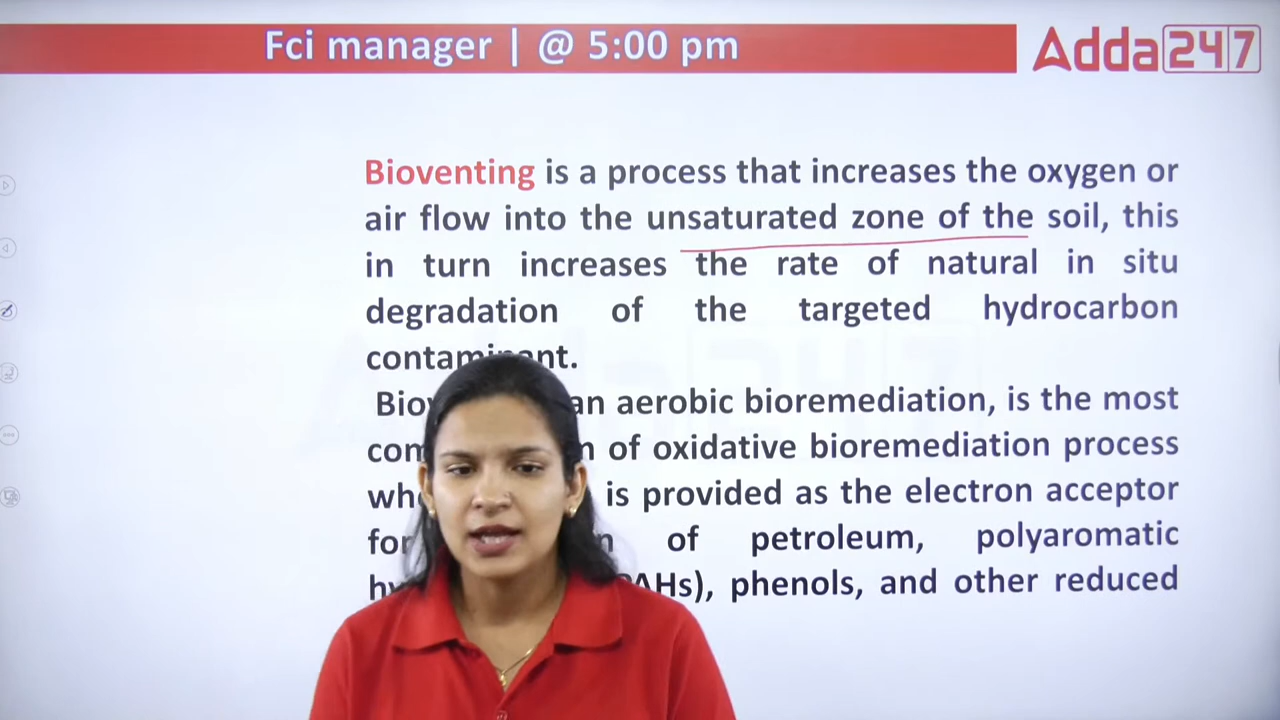 Fci manager | @ 5:00 pm
Adda247
Bioventing is a process that increases the oxygen or
air flow into the unsaturated zone of the soil, this
in turn increases the rate of natural in situ
degradation of the targeted hydrocarbon
contaminant.
an aerobic bioremediation, is the most
of oxidative bioremediation process
is provided as the electron acceptor
of petroleum, polyaromatic
phenols, and other reduced